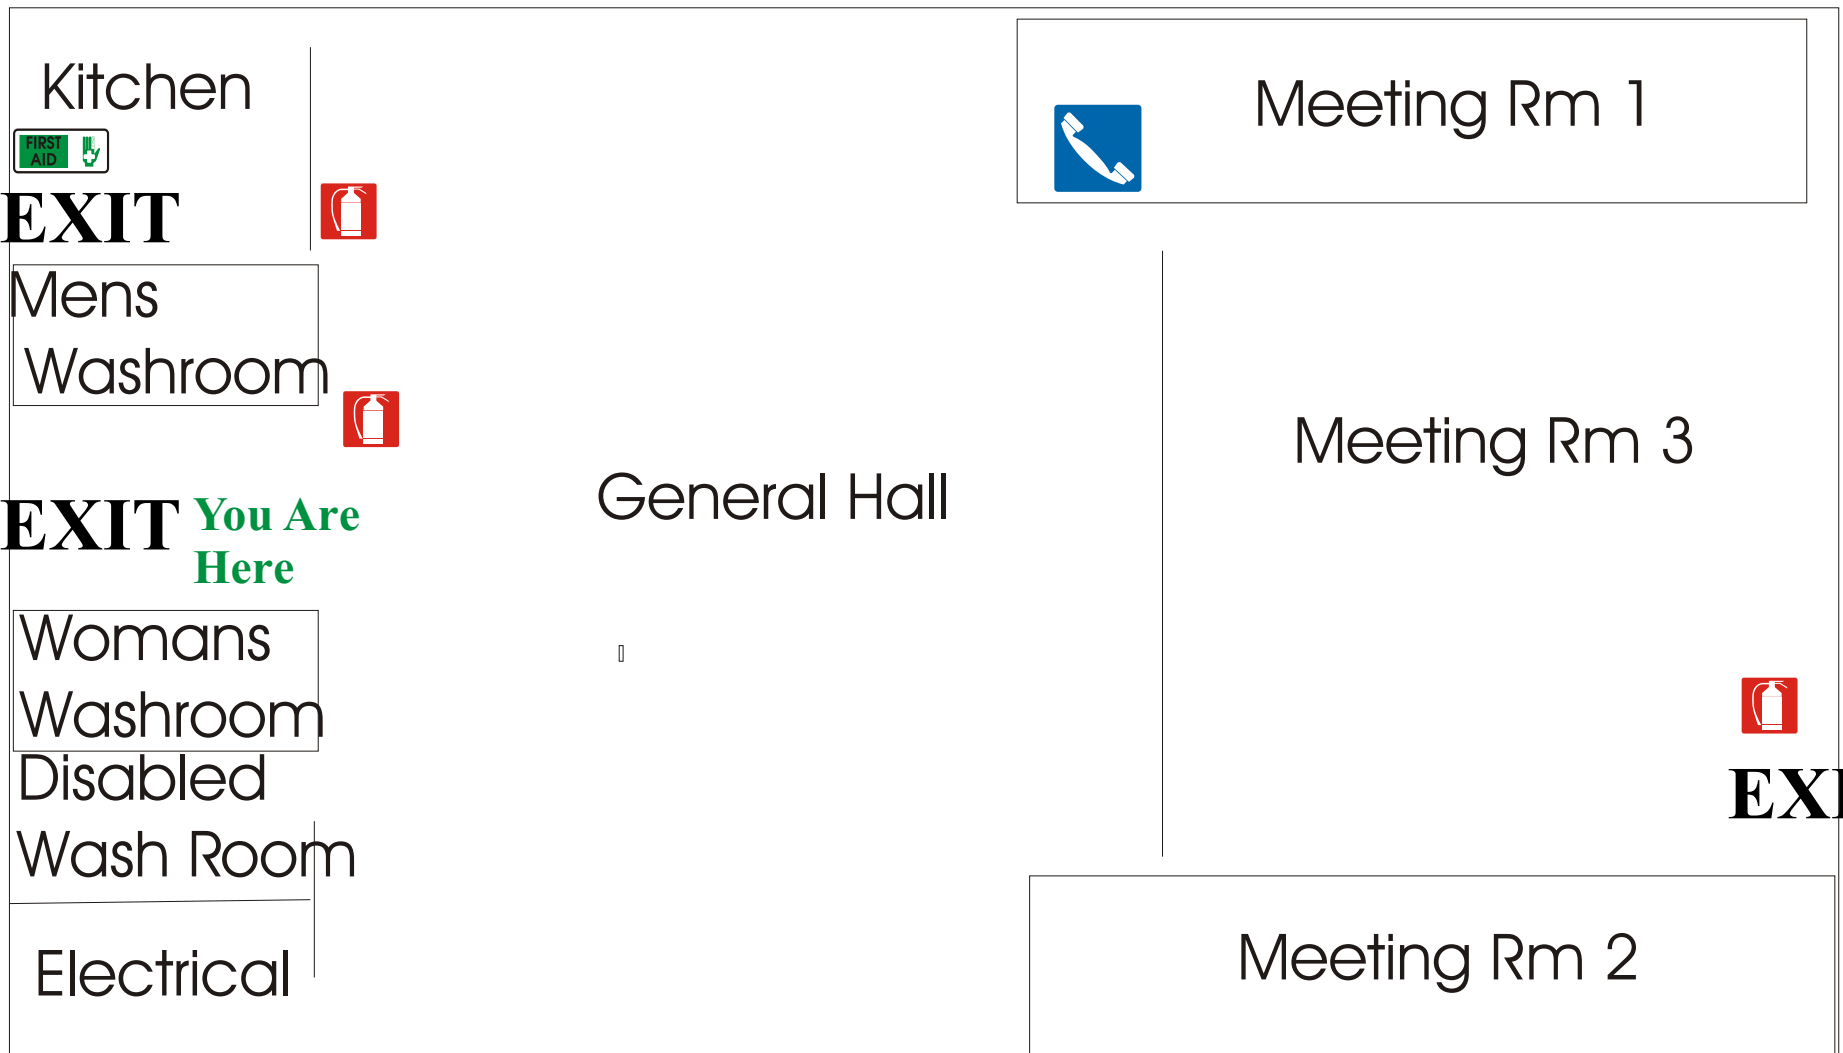 Kitchen
FIRST
AID
EXIT
Mens
Washroom
EXIT
You Are
Here
Womans
Washroom
Disabled
Wash Room
Electrical
General Hall
Meeting Rm 1
Meeting Rm 3
EXI
Meeting Rm 2